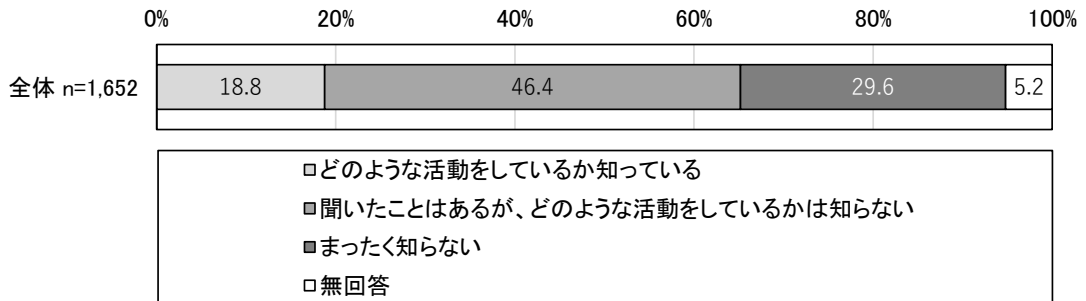 0% 20% 40% 60% 80% 100%
全体 n=1,652 18.8 46.4 29.6 5.2
どのような活動をしているか知っている
聞いたことはあるが、どのような活動をしているかは知らない
まったく知らない
無回答